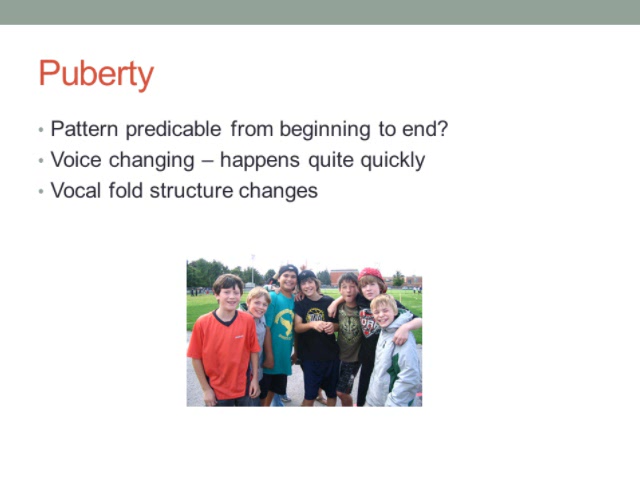 Puberty
• Pattern predicable from beginning to end?
• Voice changing – happens quite quickly
• Vocal fold structure changes